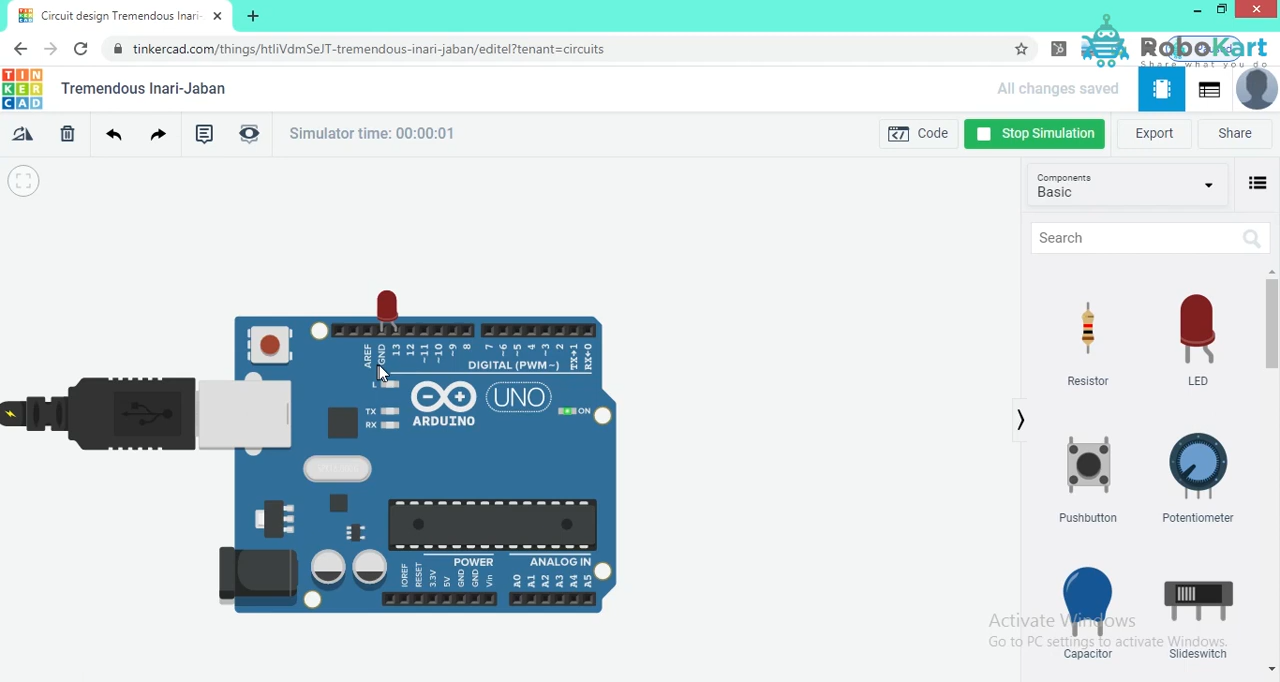 Circuit design Tremendous Inari-
tinkercad.com/things/htliVdmSeJT-tremendous-inari-jaban/editel?tenant=circuits
RoboKart
Share what you do
TIN
KER
CAD
Tremendous Inari-Jaban
All changes saved
Simulator time: 00:00:01
Code
Stop Simulation
Export
Share
Components
Basic
Search
AREF
GND
13
12
~11
~10
~9
8
7
~6
~5
4
~3
2
TX→1
RX←0
DIGITAL (PWM~)
L
TX
RX
ARDUINO
UNO
ON
Resistor
LED
Pushbutton
Potentiometer
POWER
ANALOG IN
IOREF
RESET
3.3V
5V
GND
GND
Vin
A0
A1
A2
A3
A4
A5
Activate Windows
Go to PC settings to activate Windows.
Capacitor
Slideswitch